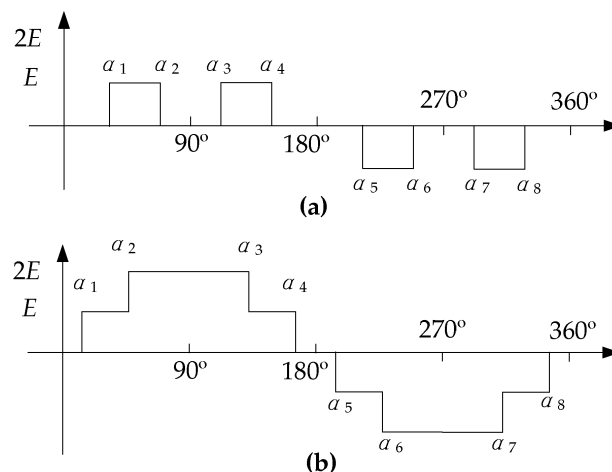 2E
E
α 1 α 2 α 3 α 4
270º 360º
90º 180º
α 5 α 6 α 7 α 8
(a)
α 2 α 3
2E α 1 α 4
E
270º 360º
90º 180º
α 5 α 8
α 6 α 7
(b)